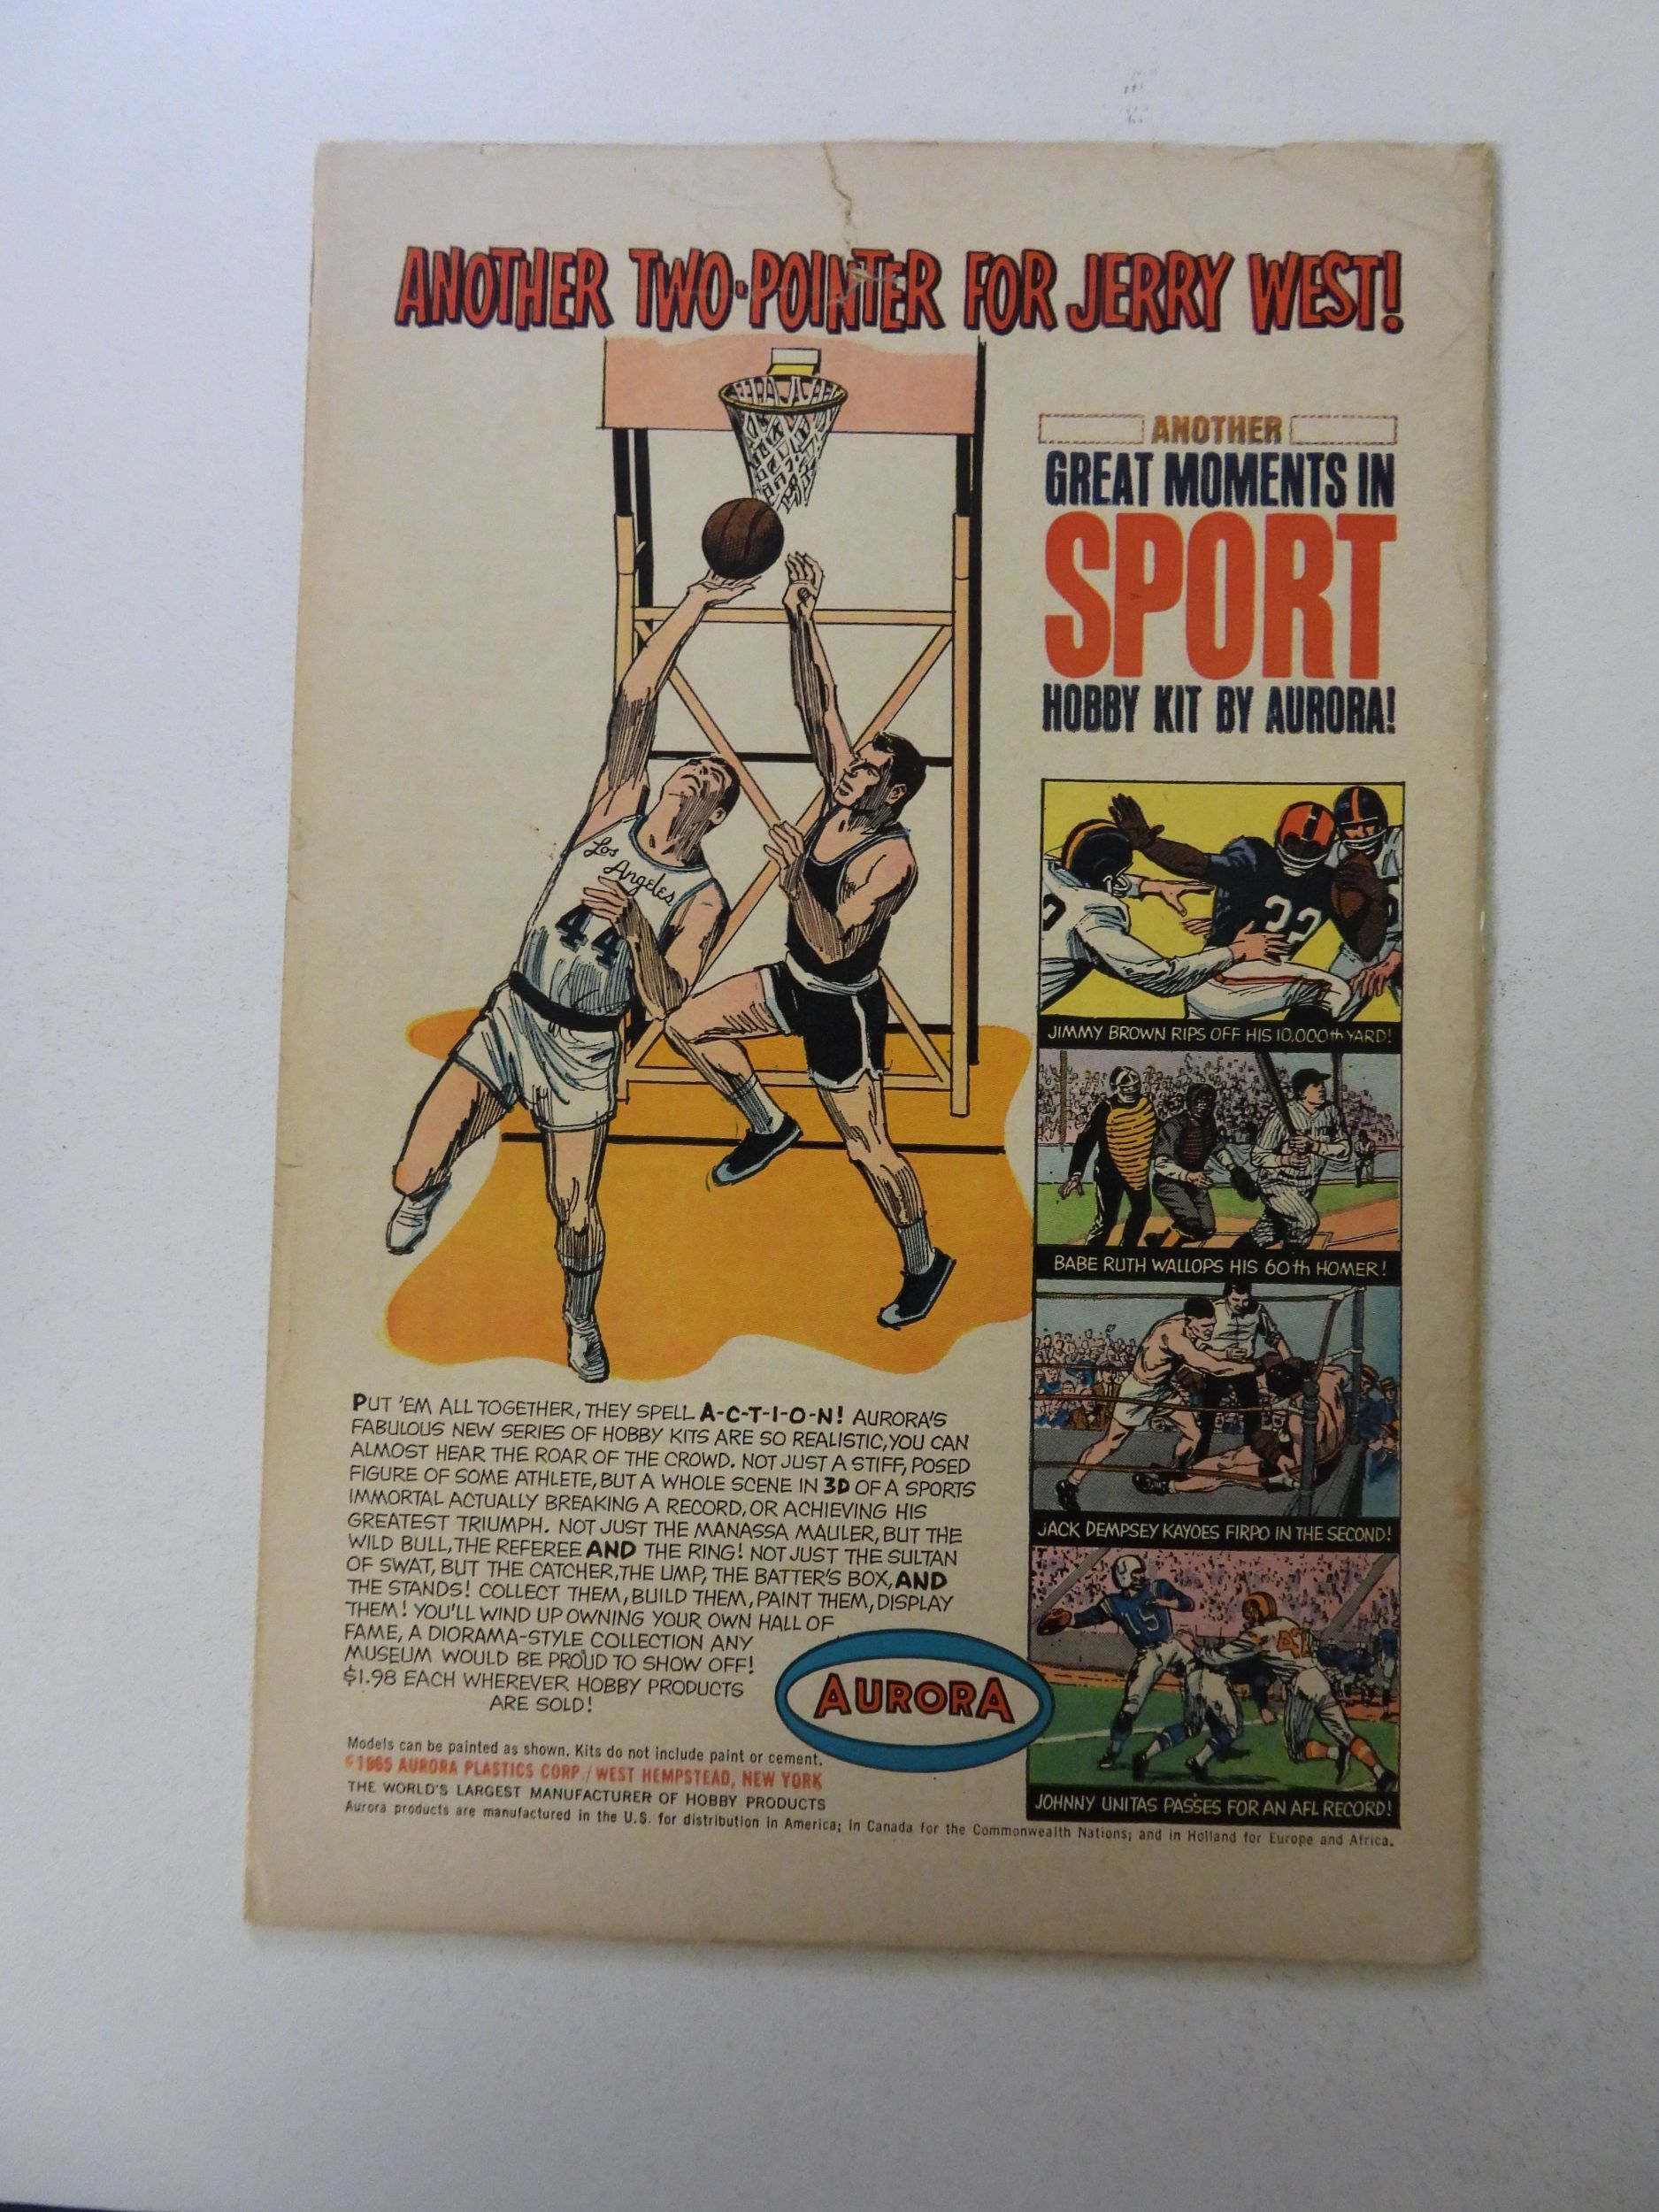 ANOTHER TWO-POINTER FOR JERRY WEST!
ANOTHER
GREAT MOMENTS IN
SPORT
HOBBY KIT BY AURORA!
Los
Angeles
44
32
JIMMY BROWN RIPS OFF HIS 10,000th YARD!
BABE RUTH WALLOPS HIS 60th HOMER!
JACK DEMPSEY KAYOES FIRPO IN THE SECOND!
15
JOHNNY UNITAS PASSES FOR AN AFL RECORD!
PUT 'EM ALL TOGETHER, THEY SPELL A-C-T-I-O-N! AURORA'S
FABULOUS NEW SERIES OF HOBBY KITS ARE SO REALISTIC, YOU CAN
ALMOST HEAR THE ROAR OF THE CROWD. NOT JUST A STIFF, POSED
FIGURE OF SOME ATHLETE, BUT A WHOLE SCENE IN 3D OF A SPORTS
IMMORTAL ACTUALLY BREAKING A RECORD, OR ACHIEVING HIS
GREATEST TRIUMPH. NOT JUST THE MANASSA MAULER, BUT THE
WILD BULL, THE REFEREE AND THE RING! NOT JUST THE SULTAN
OF SWAT, BUT THE CATCHER, THE UMP, THE BATTER'S BOX, AND
THE STANDS! COLLECT THEM, BUILD THEM, PAINT THEM, DISPLAY
THEM! YOU'LL WIND UP OWNING YOUR OWN HALL OF
FAME, A DIORAMA-STYLE COLLECTION ANY
MUSEUM WOULD BE PROUD TO SHOW OFF!
$1.98 EACH WHEREVER HOBBY PRODUCTS
ARE SOLD!
AURORA
Models can be painted as shown. Kits do not include paint or cement.
©1965 AURORA PLASTICS CORP./WEST HEMPSTEAD, NEW YORK
THE WORLD'S LARGEST MANUFACTURER OF HOBBY PRODUCTS
Aurora products are manufactured in the U.S. for distribution in America; in Canada for the Commonwealth Nations; and in Holland for Europe and Africa.